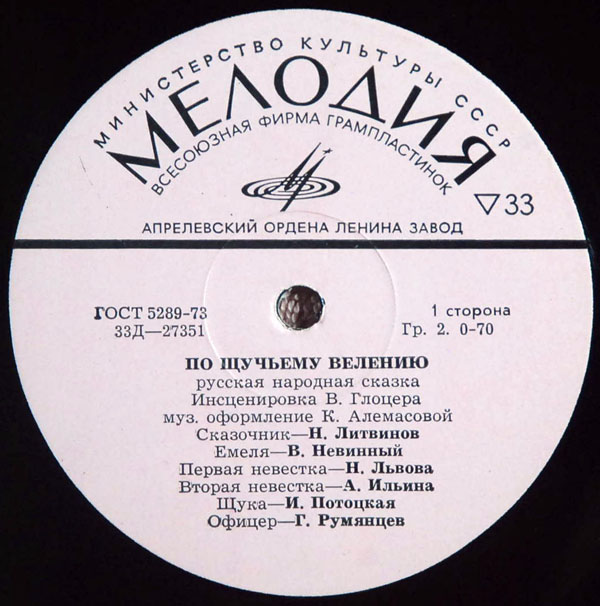 МИНИСТЕРСТВО КУЛЬТУРЫ СССР
МЕЛОДИЯ
ВСЕСОЮЗНАЯ ФИРМА ГРАМПЛАСТИНОК
▽33
АПРЕЛЕВСКИЙ ОРДЕНА ЛЕНИНА ЗАВОД
ГОСТ 5289-73
33Д—27351
1 сторона
Гр. 2. 0-70
ПО ЩУЧЬЕМУ ВЕЛЕНИЮ
русская народная сказка
Инсценировка В. Глоцера
муз. оформление К. Алемасовой
Сказочник—Н. Литвинов
Емеля—В. Невинный
Первая невестка—Н. Львова
Вторая невестка—А. Ильина
Щука—И. Потоцкая
Офицер—Г. Румянцев